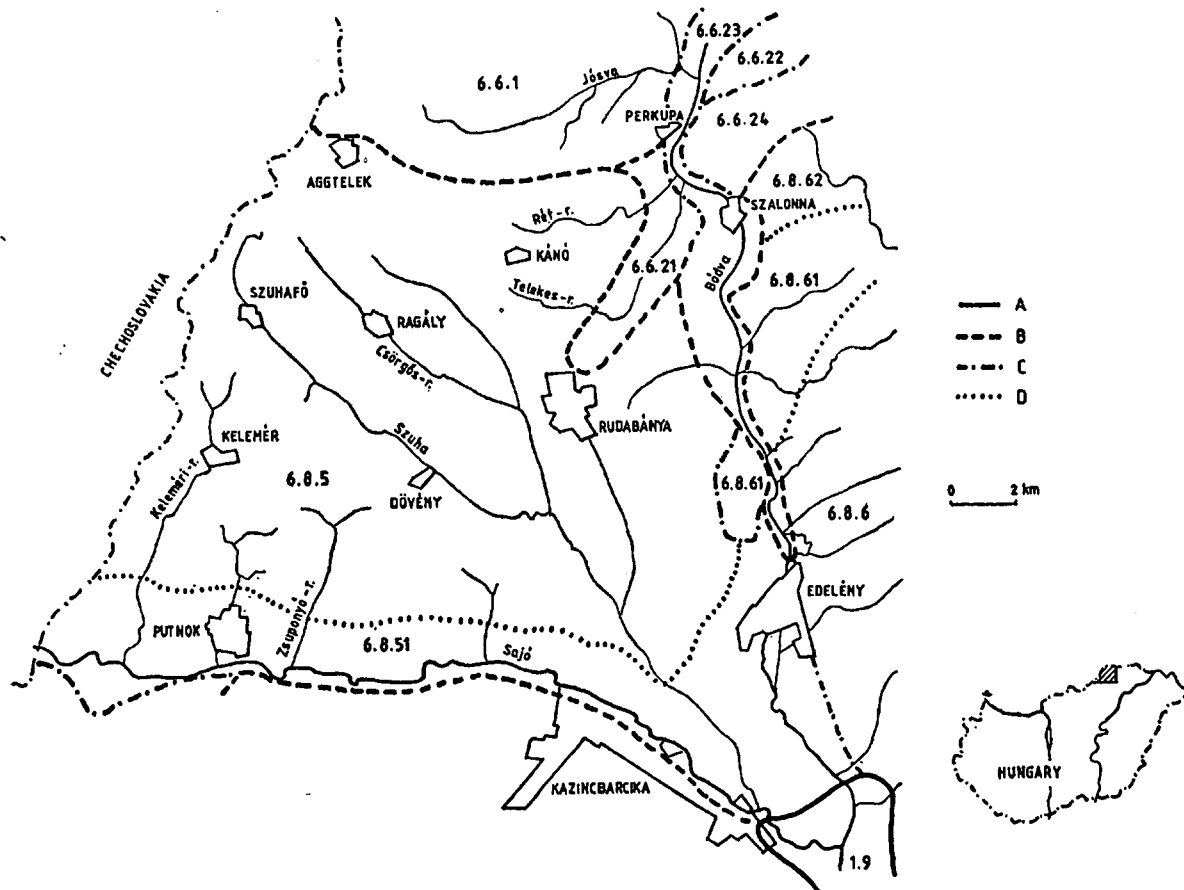 6.6.23
6.6.22
6.6.1
Jósva
PERKUPA
6.6.24
AGGTELEK
6.8.62
SZALONNA
Rét-r.
KÁNÓ
6.6.21
Bódva
CHECHOSLOVAKIA
SZUHAFŐ
Telekes-r.
6.8.61
RAGÁLY
A
B
C
D
Csörgős-r.
KELEMÉR
Szuha
RUDABÁNYA
Keleméri-r.
6.8.5
DÖVÉNY
6.8.61
0 2 km
6.8.6
EDELÉNY
PUTNOK
Zsuponyó-r.
6.8.51
Sajó
HUNGARY
KAZINCBARCIKA
1.9